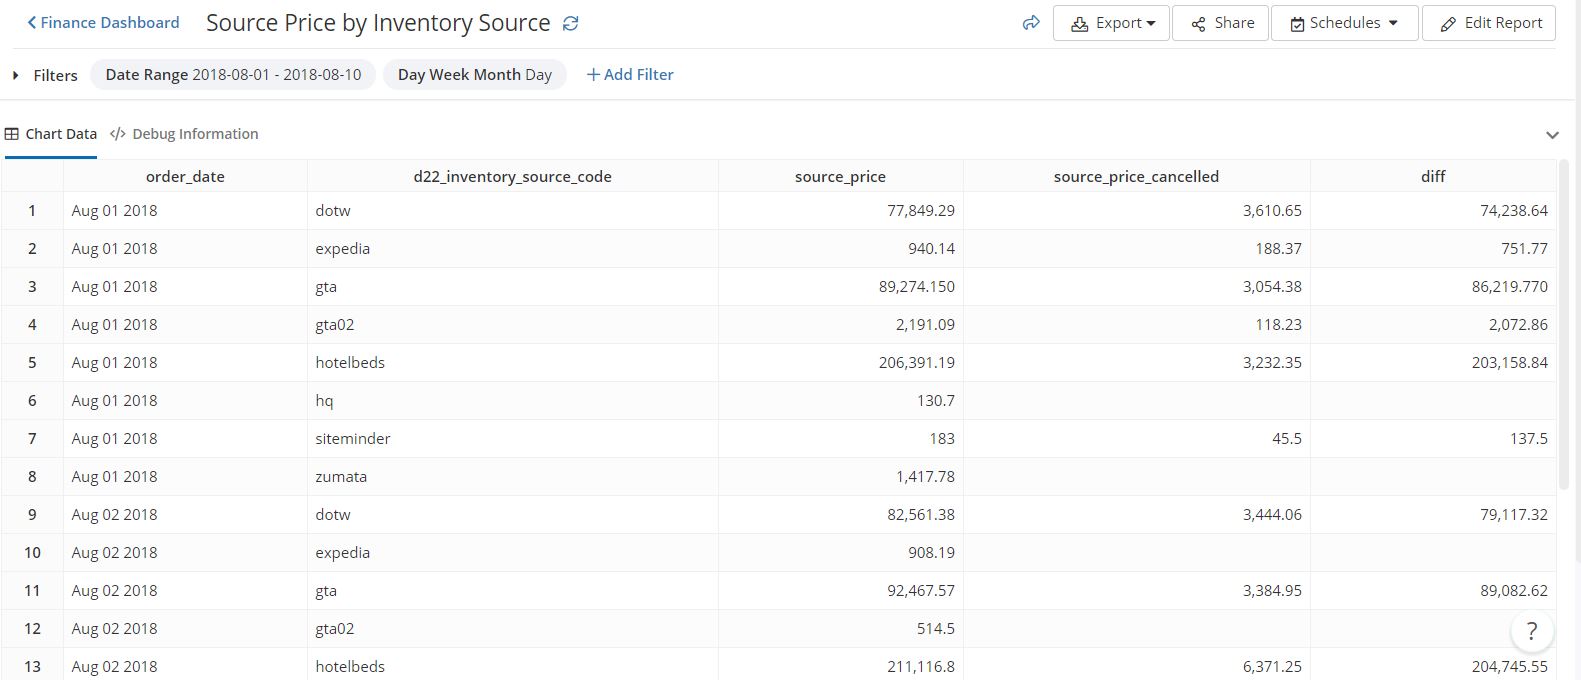 Finance Dashboard Source Price by Inventory Source Export Share Schedules Edit Report
Filters Date Range 2018-08-01 - 2018-08-10 Day Week Month Day + Add Filter
Chart Data </> Debug Information
order_date d22_inventory_source_code source_price source_price_cancelled diff
1 Aug 01 2018 dotw 77,849.29 3,610.65 74,238.64
2 Aug 01 2018 expedia 940.14 188.37 751.77
3 Aug 01 2018 gta 89,274.150 3,054.38 86,219.770
4 Aug 01 2018 gta02 2,191.09 118.23 2,072.86
5 Aug 01 2018 hotelbeds 206,391.19 3,232.35 203,158.84
6 Aug 01 2018 hq 130.7
7 Aug 01 2018 siteminder 183 45.5 137.5
8 Aug 01 2018 zumata 1,417.78
9 Aug 02 2018 dotw 82,561.38 3,444.06 79,117.32
10 Aug 02 2018 expedia 908.19
11 Aug 02 2018 gta 92,467.57 3,384.95 89,082.62
12 Aug 02 2018 gta02 514.5 ?
13 Aug 02 2018 hotelbeds 211,116.8 6,371.25 204,745.55